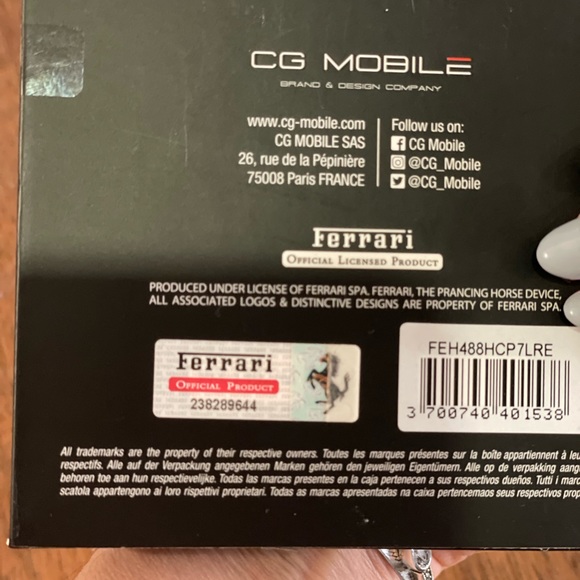 CG MOBILE
BRAND & DESIGN COMPANY
www.cg-mobile.com
CG MOBILE SAS
26, rue de la Pépinière
75008 Paris FRANCE
Follow us on:
CG Mobile
@CG_Mobile
@CG_Mobile
Ferrari
OFFICIAL LICENSED PRODUCT
PRODUCED UNDER LICENSE OF FERRARI SPA. FERRARI, THE PRANCING HORSE DEVICE,
ALL ASSOCIATED LOGOS & DISTINCTIVE DESIGNS ARE PROPERTY OF FERRARI SPA.
Ferrari
OFFICIAL PRODUCT
238289644
FEH488HCP7LRE
3 700740 401538
All trademarks are the property of their respective owners. Toutes les marques présentes sur la boîte appartiennent à leu
respectifs. Alle auf der Verpackung angegebenen Marken gehören den jeweiligen Eigentümern. Alle op de verpakking aang
behoren toe aan hun respectievelijke. Todas las marcas presentes en la caja pertenecen a sus respectivos dueños. Tutti i marc
scatola appartengono ai loro rispettivi proprietari. Todas as marcas apresentadas na caixa pertencemaos seus respectivos prop